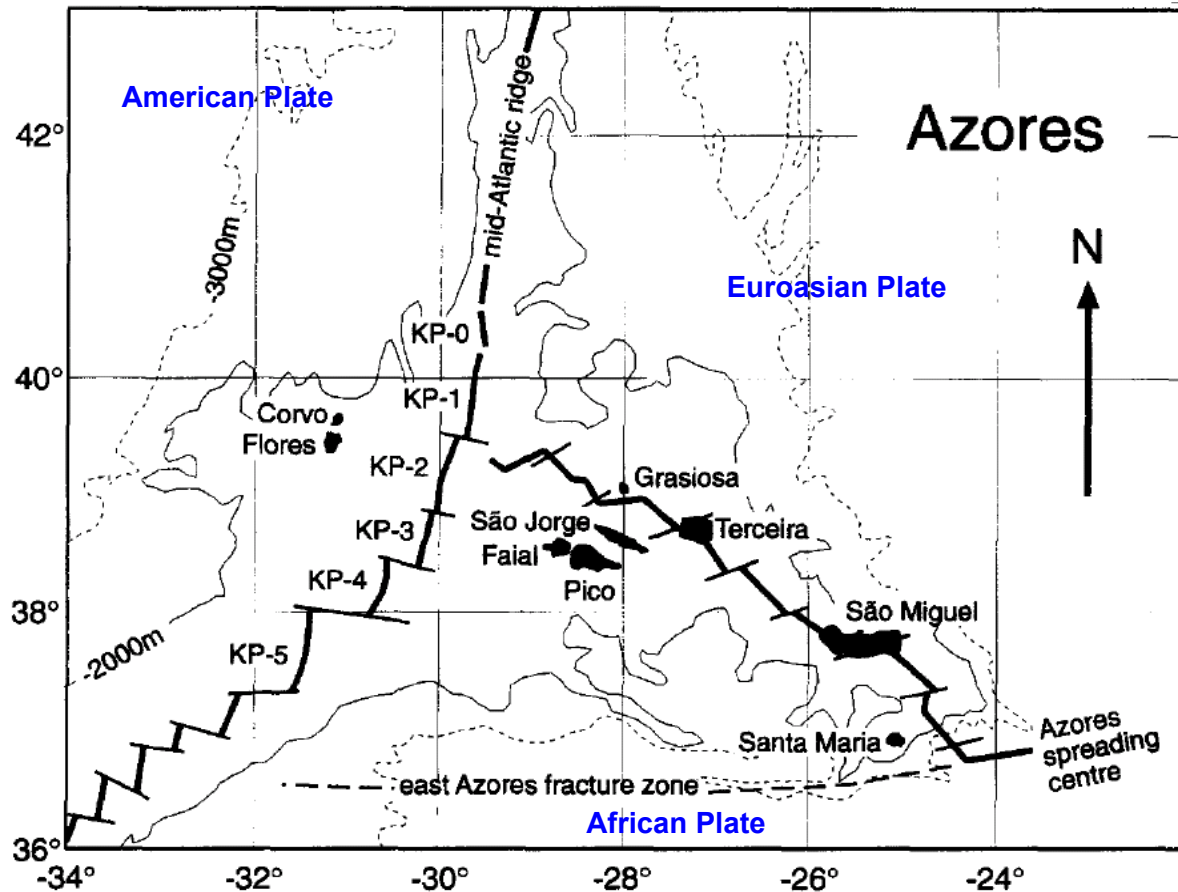 American Plate
mid-Atlantic ridge
42°
Azores
-3000m
N
Euroasian Plate
KP-0
40°
KP-1
Corvo
Flores
KP-2
Grasiosa
São Jorge
Terceira
KP-3
Faial
KP-4
Pico
38°
São Miguel
-2000m
KP-5
Santa Maria
Azores
spreading
centre
east Azores fracture zone
African Plate
36°
-34°
-32°
-30°
-28°
-26°
-24°